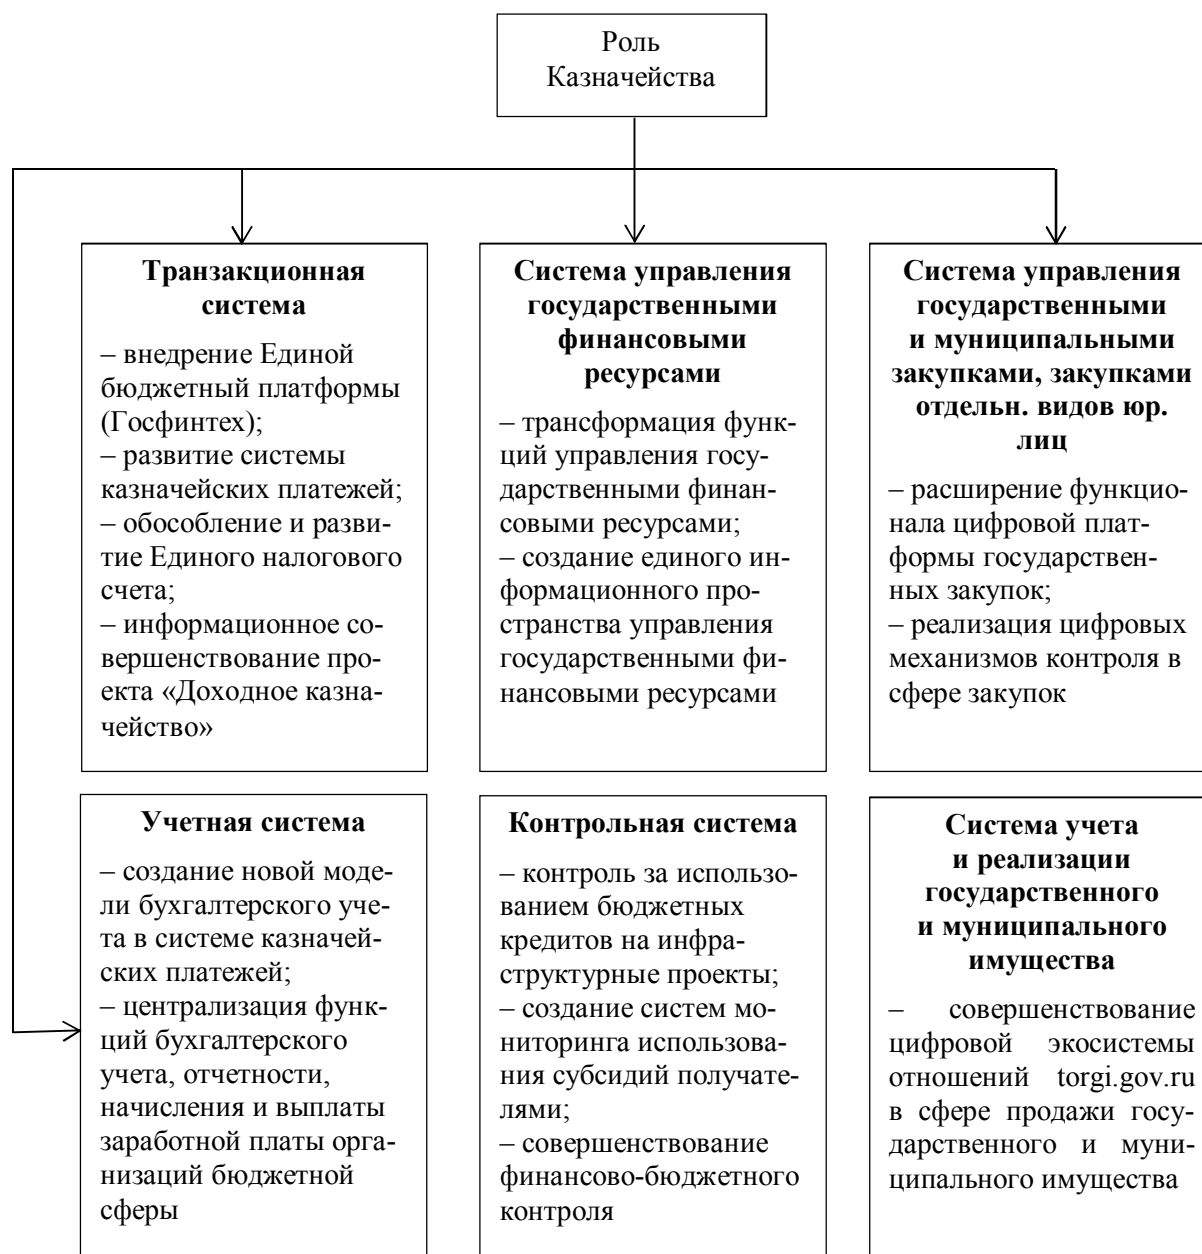 Роль
Казначейства
Транзакционная
система
– внедрение Единой
бюджетный платформы
(Госфинтех);
– развитие системы
казначейских платежей;
– обособление и разви-
тие Единого налогового
счета;
– информационное со-
вершенствование про-
екта «Доходное казна-
чейство»
Система управления
государственными
финансовыми
ресурсами
– трансформация функ-
ций управления госу-
дарственными финан-
совыми ресурсами;
– создание единого ин-
формационного про-
странства управления
государственными фи-
нансовыми ресурсами
Система управления
государственными
и муниципальными
закупками, закупками
отдельн. видов юр.
лиц
– расширение функцио-
нала цифровой плат-
формы государствен-
ных закупок;
– реализация цифровых
механизмов контроля в
сфере закупок
Учетная система
– создание новой моде-
ли бухгалтерского уче-
та в системе казначей-
ских платежей;
– централизация функ-
ций бухгалтерского
учета, отчетности,
начисления и выплаты
заработной платы орга-
низаций бюджетной
сферы
Контрольная система
– контроль за использо-
ванием бюджетных
кредитов на инфра-
структурные проекты;
– создание систем мо-
ниторинга использова-
ния субсидий получате-
лями;
– совершенствование
финансово-бюджетного
контроля
Система учета
и реализации
государственного
и муниципального
имущества
– совершенствование
цифровой экосистемы
отношений torgi.gov.ru
в сфере продажи госу-
дарственного и муни-
ципального имущества